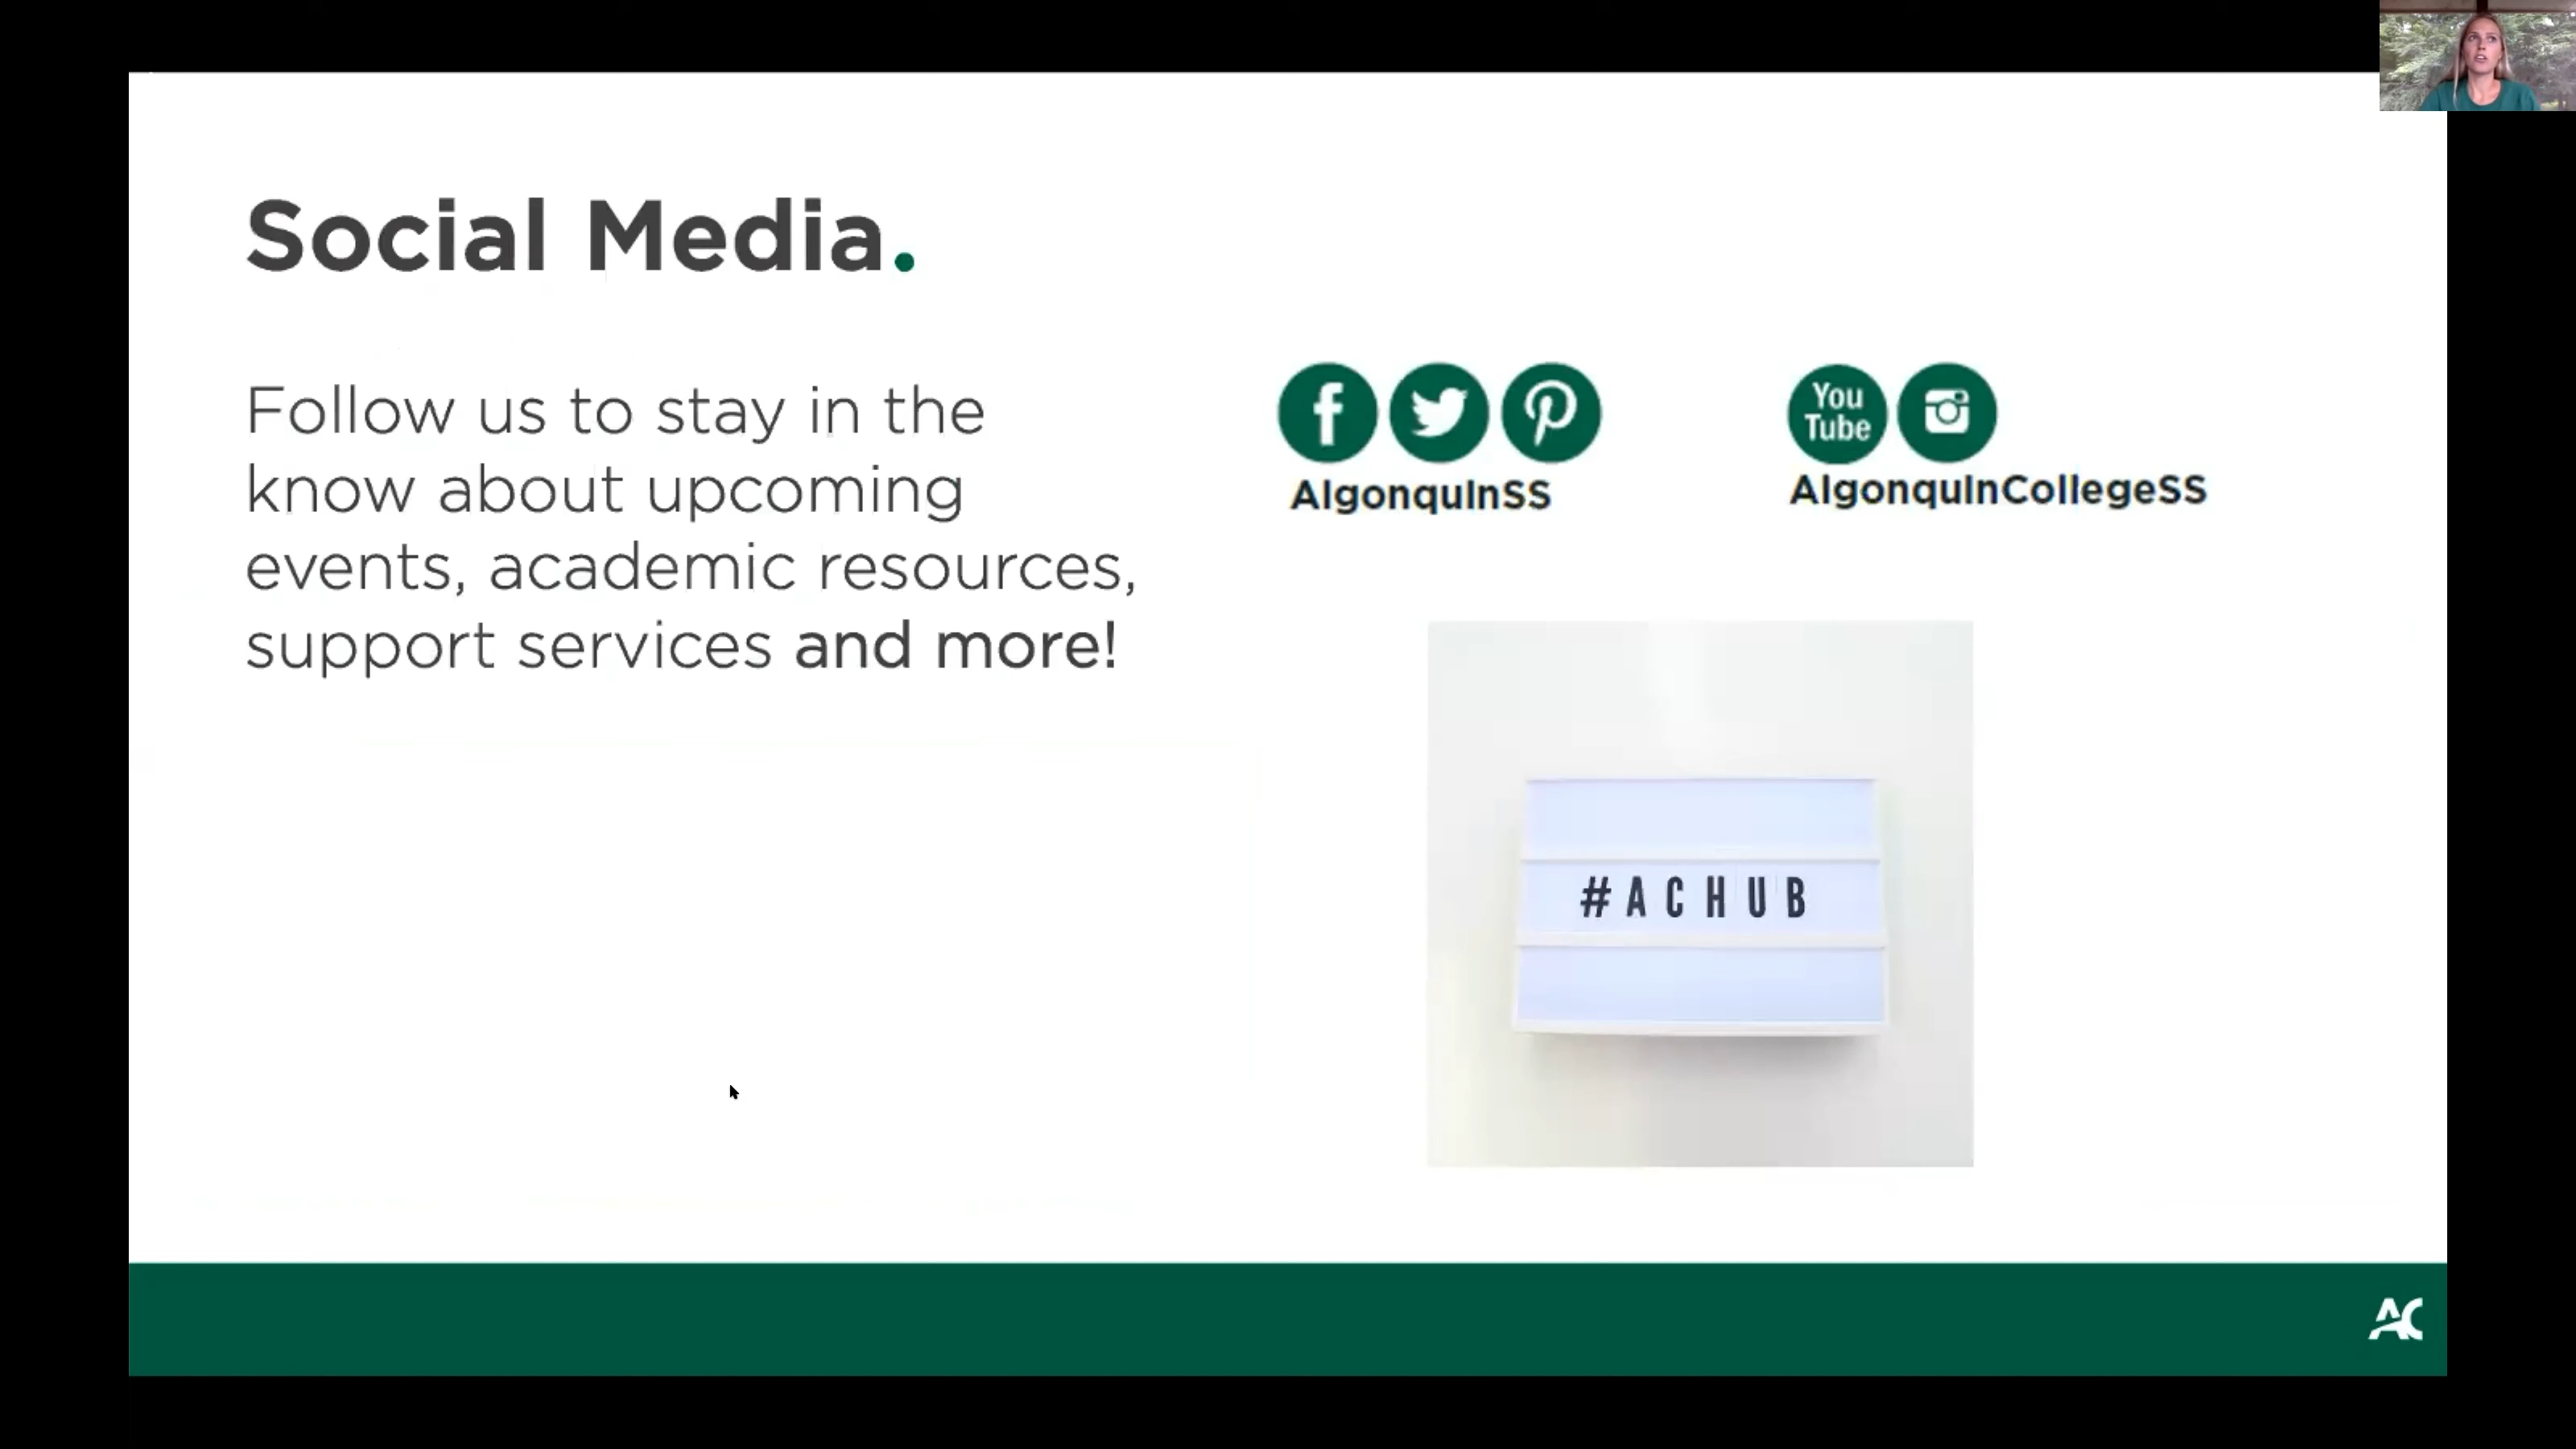 Social Media.
Follow us to stay in the
know about upcoming
events, academic resources,
support services and more!
AlgonquinSS
You
Tube
AlgonquinCollegeSS
#ACHUB
AC